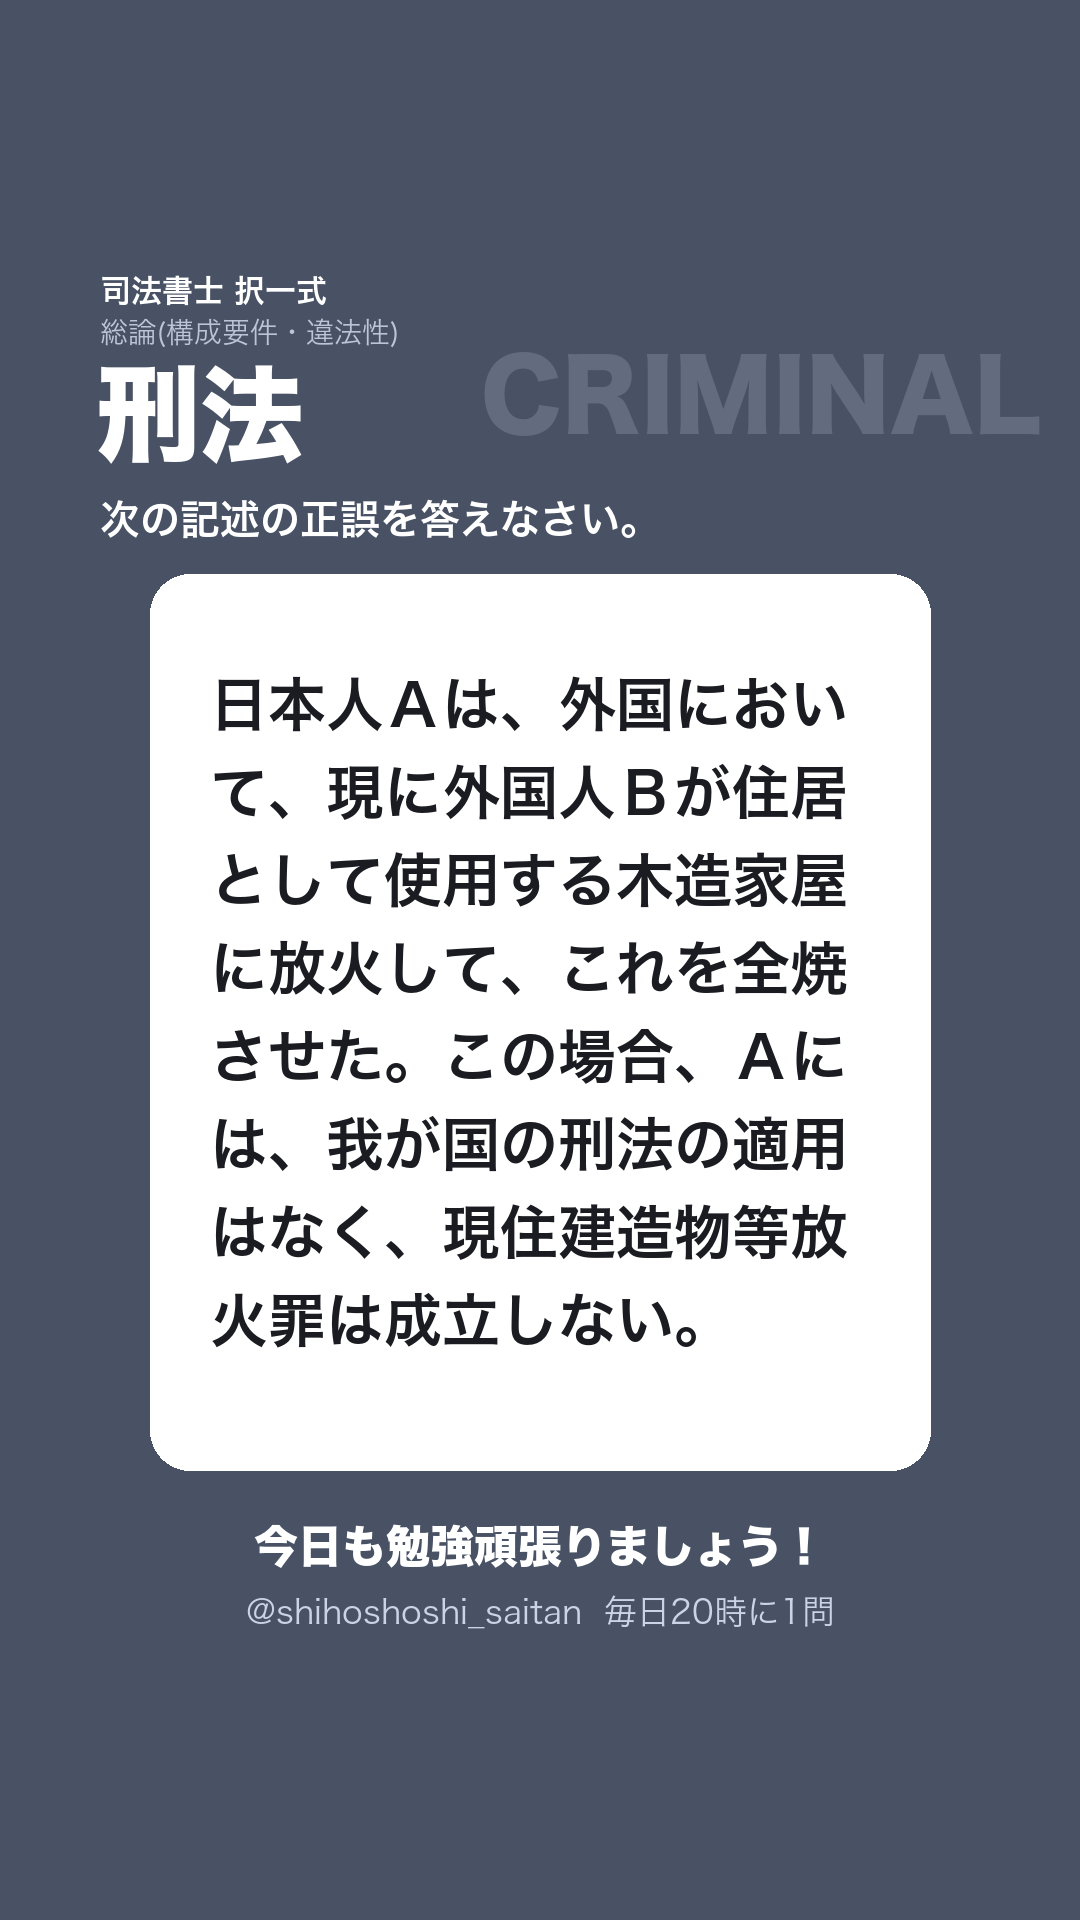 司法書士 択一式
総論(構成要件・違法性)
刑法
CRIMINAL
次の記述の正誤を答えなさい。
日本人Ａは、外国におい
て、現に外国人Ｂが住居
として使用する木造家屋
に放火して、これを全焼
させた。この場合、Ａに
は、我が国の刑法の適用
はなく、現住建造物等放
火罪は成立しない。
今日も勉強頑張りましょう！
@shihoshoshi_saitan 毎日20時に1問